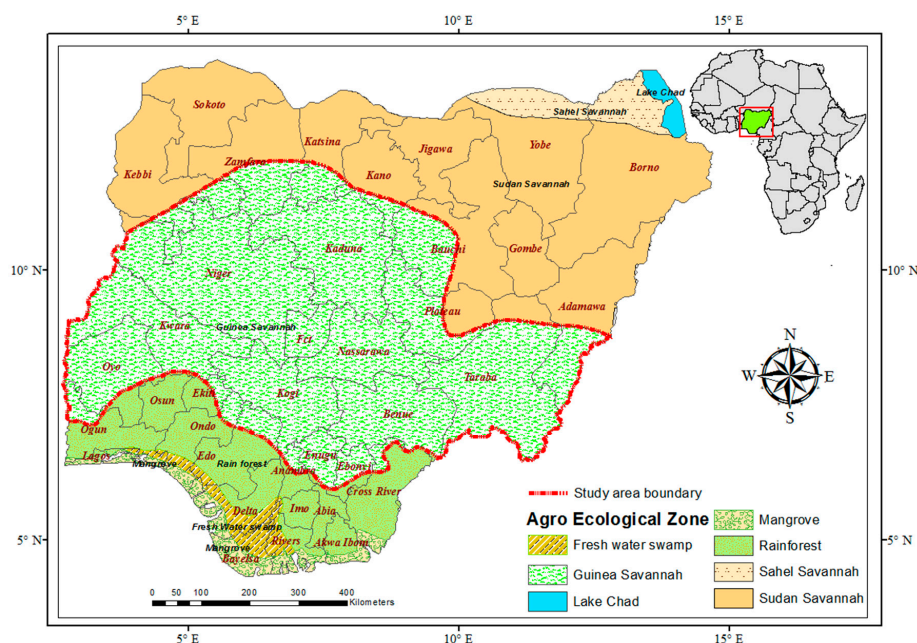 5° E
10° E
15° E
Lake Chad
Sokoto
Sahel Savannah
Katsina
Jigawa
Yobe
Zamfara
Kebbi
Kano
Borno
Sudan Savannah
Bauchi
Kaduna
Gombe
10° N
10° N
Niger
Adamawa
Plateau
Kwara
Guinea Savannah
Fct
Nassarawa
N
Oyo
Taraba
W
E
Kogi
Ekiti
Osun
Benue
S
Ogun
Ondo
Lagos
Edo
Enugu
Mangrove
Rain forest
Anambra
Ebonyi
Cross River
Study area boundary
Delta
Imo
Abia
Agro Ecological Zone
Mangrove
Fresh Water swamp
5° N
5° N
Rivers
Akwa Ibom
Fresh water swamp
Rainforest
Mangrove
Bayelsa
Guinea Savannah
Sahel Savannah
0 50 100 200 300 400
Kilometers
Lake Chad
Sudan Savannah
5° E
10° E
15° E